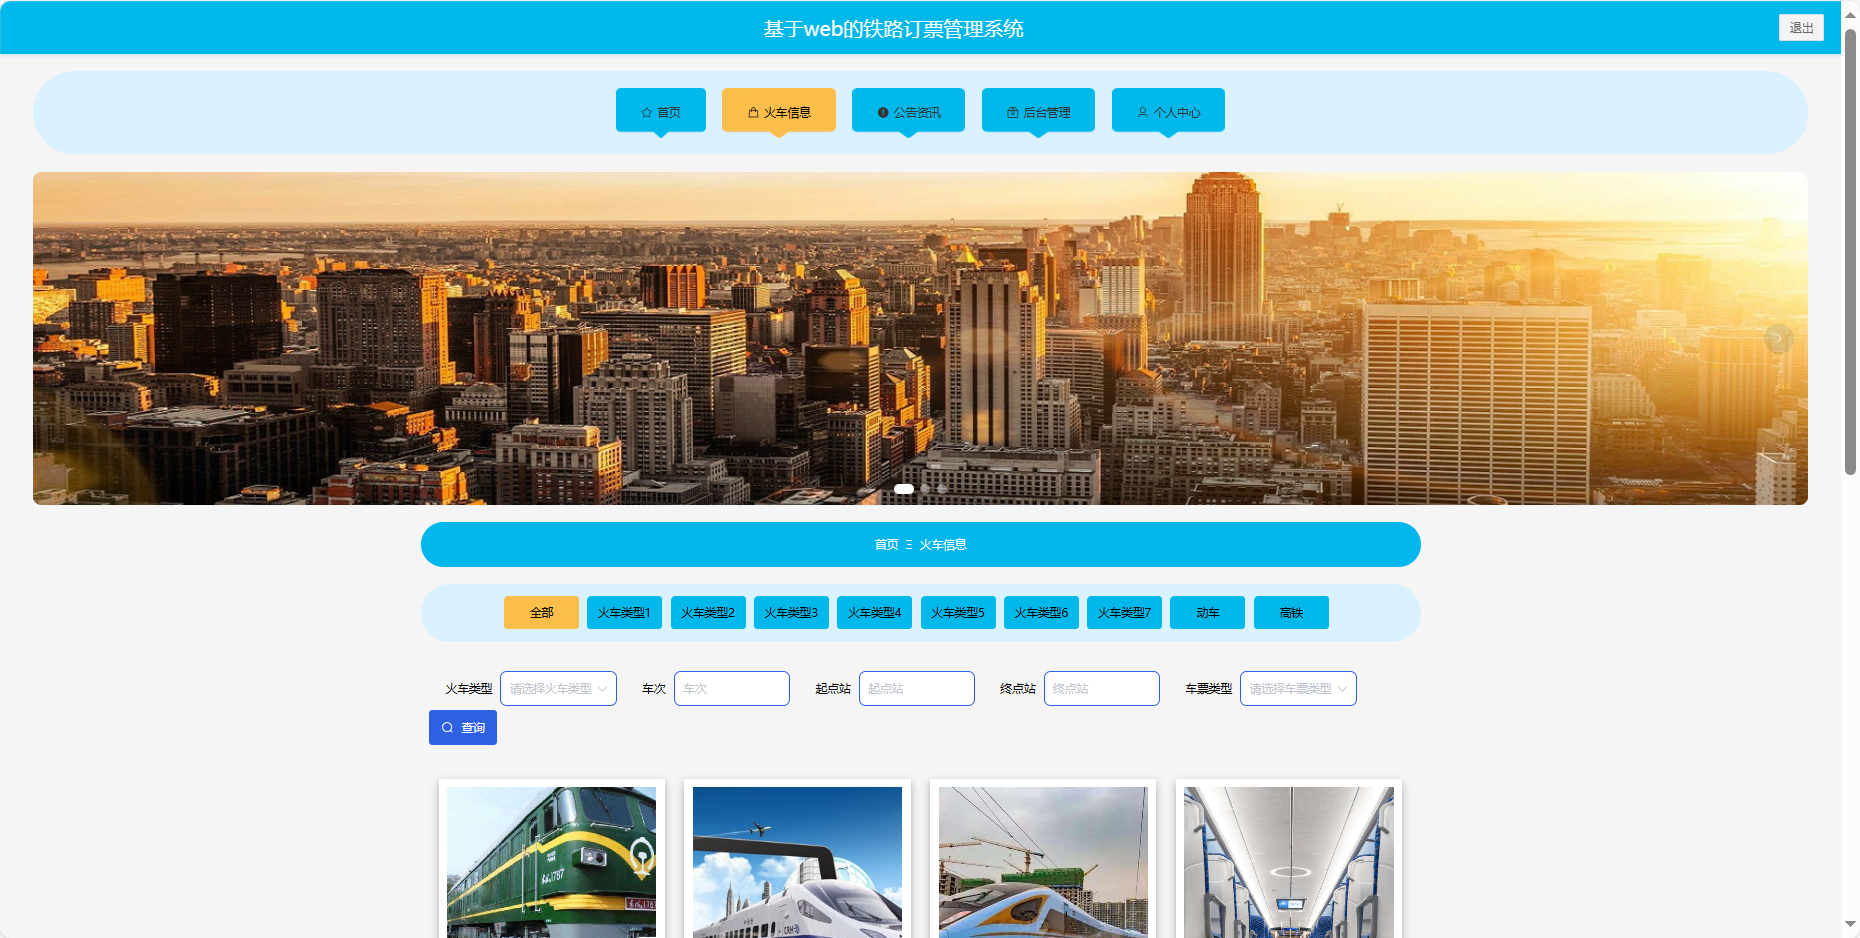 基于web的铁路订票管理系统
退出
首页
火车信息
公告资讯
后台管理
个人中心
首页 Ξ 火车信息
全部
火车类型1
火车类型2
火车类型3
火车类型4
火车类型5
火车类型6
火车类型7
动车
高铁
火车类型 请选择火车类型
车次 车次
起点站 起点站
终点站 终点站
车票类型 请选择车票类型
查询
1787
CRH